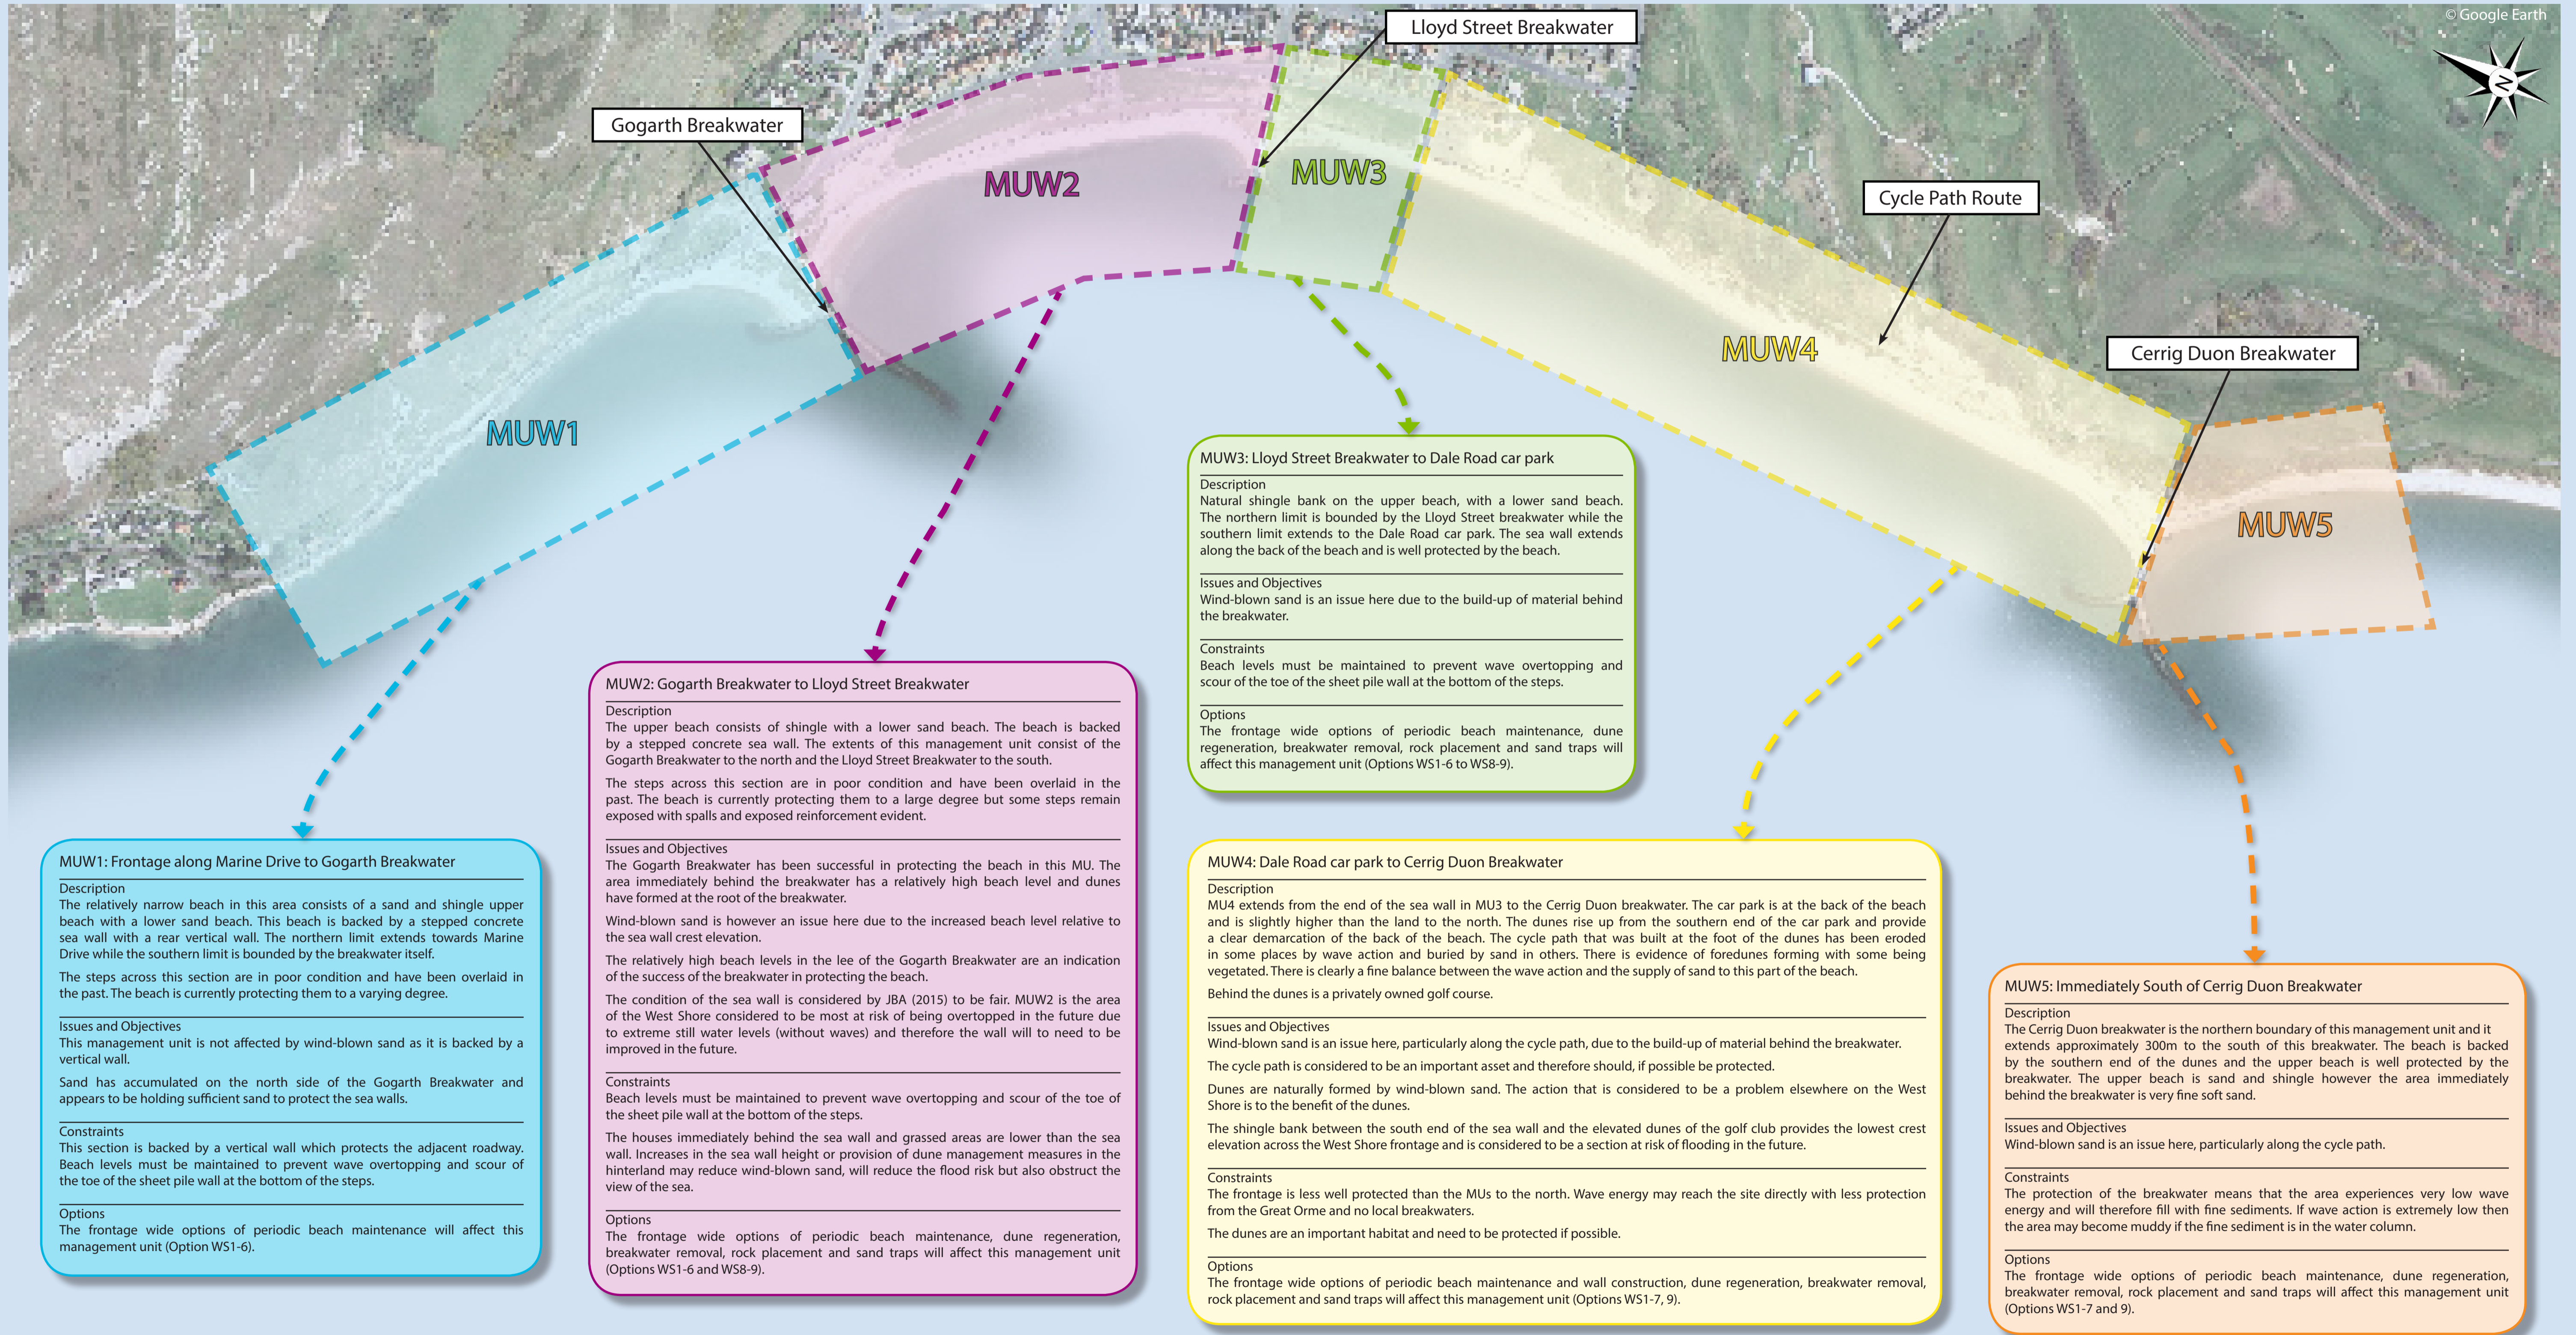 © Google Earth
N
Lloyd Street Breakwater
Gogarth Breakwater
Cycle Path Route
Cerrig Duon Breakwater
MUW1
MUW2
MUW3
MUW4
MUW5
MUW1: Frontage along Marine Drive to Gogarth Breakwater
Description
The relatively narrow beach in this area consists of a sand and shingle upper
beach with a lower sand beach. This beach is backed by a stepped concrete
sea wall with a rear vertical wall. The northern limit extends towards Marine
Drive while the southern limit is bounded by the breakwater itself.
The steps across this section are in poor condition and have been overlaid in
the past. The beach is currently protecting them to a varying degree.
Issues and Objectives
This management unit is not affected by wind-blown sand as it is backed by a
vertical wall.
Sand has accumulated on the north side of the Gogarth Breakwater and
appears to be holding sufficient sand to protect the sea walls.
Constraints
This section is backed by a vertical wall which protects the adjacent roadway.
Beach levels must be maintained to prevent wave overtopping and scour of
the toe of the sheet pile wall at the bottom of the steps.
Options
The frontage wide options of periodic beach maintenance will affect this
management unit (Option WS1-6).
MUW2: Gogarth Breakwater to Lloyd Street Breakwater
Description
The upper beach consists of shingle with a lower sand beach. The beach is backed
by a stepped concrete sea wall. The extents of this management unit consist of the
Gogarth Breakwater to the north and the Lloyd Street Breakwater to the south.
The steps across this section are in poor condition and have been overlaid in the
past. The beach is currently protecting them to a large degree but some steps remain
exposed with spalls and exposed reinforcement evident.
Issues and Objectives
The Gogarth Breakwater has been successful in protecting the beach in this MU. The
area immediately behind the breakwater has a relatively high beach level and dunes
have formed at the root of the breakwater.
Wind-blown sand is however an issue here due to the increased beach level relative to
the sea wall crest elevation.
The relatively high beach levels in the lee of the Gogarth Breakwater are an indication
of the success of the breakwater in protecting the beach.
The condition of the sea wall is considered by JBA (2015) to be fair. MUW2 is the area
of the West Shore considered to be most at risk of being overtopped in the future due
to extreme still water levels (without waves) and therefore the wall will to need to be
improved in the future.
Constraints
Beach levels must be maintained to prevent wave overtopping and scour of the toe of
the sheet pile wall at the bottom of the steps.
The houses immediately behind the sea wall and grassed areas are lower than the sea
wall. Increases in the sea wall height or provision of dune management measures in the
hinterland may reduce wind-blown sand, will reduce the flood risk but also obstruct the
view of the sea.
Options
The frontage wide options of periodic beach maintenance, dune regeneration,
breakwater removal, rock placement and sand traps will affect this management unit
(Options WS1-6 and WS8-9).
MUW3: Lloyd Street Breakwater to Dale Road car park
Description
Natural shingle bank on the upper beach, with a lower sand beach.
The northern limit is bounded by the Lloyd Street breakwater while the
southern limit extends to the Dale Road car park. The sea wall extends
along the back of the beach and is well protected by the beach.
Issues and Objectives
Wind-blown sand is an issue here due to the build-up of material behind
the breakwater.
Constraints
Beach levels must be maintained to prevent wave overtopping and
scour of the toe of the sheet pile wall at the bottom of the steps.
Options
The frontage wide options of periodic beach maintenance, dune
regeneration, breakwater removal, rock placement and sand traps will
affect this management unit (Options WS1-6 to WS8-9).
MUW4: Dale Road car park to Cerrig Duon Breakwater
Description
MU4 extends from the end of the sea wall in MU3 to the Cerrig Duon breakwater. The car park is at the back of the beach
and is slightly higher than the land to the north. The dunes rise up from the southern end of the car park and provide
a clear demarcation of the back of the beach. The cycle path that was built at the foot of the dunes has been eroded
in some places by wave action and buried by sand in others. There is evidence of foredunes forming with some being
vegetated. There is clearly a fine balance between the wave action and the supply of sand to this part of the beach.
Behind the dunes is a privately owned golf course.
Issues and Objectives
Wind-blown sand is an issue here, particularly along the cycle path, due to the build-up of material behind the breakwater.
The cycle path is considered to be an important asset and therefore should, if possible be protected.
Dunes are naturally formed by wind-blown sand. The action that is considered to be a problem elsewhere on the West
Shore is to the benefit of the dunes.
The shingle bank between the south end of the sea wall and the elevated dunes of the golf club provides the lowest crest
elevation across the West Shore frontage and is considered to be a section at risk of flooding in the future.
Constraints
The frontage is less well protected than the MUs to the north. Wave energy may reach the site directly with less protection
from the Great Orme and no local breakwaters.
The dunes are an important habitat and need to be protected if possible.
Options
The frontage wide options of periodic beach maintenance and wall construction, dune regeneration, breakwater removal,
rock placement and sand traps will affect this management unit (Options WS1-7, 9).
MUW5: Immediately South of Cerrig Duon Breakwater
Description
The Cerrig Duon breakwater is the northern boundary of this management unit and it
extends approximately 300m to the south of this breakwater. The beach is backed
by the southern end of the dunes and the upper beach is well protected by the
breakwater. The upper beach is sand and shingle however the area immediately
behind the breakwater is very fine soft sand.
Issues and Objectives
Wind-blown sand is an issue here, particularly along the cycle path.
Constraints
The protection of the breakwater means that the area experiences very low wave
energy and will therefore fill with fine sediments. If wave action is extremely low then
the area may become muddy if the fine sediment is in the water column.
Options
The frontage wide options of periodic beach maintenance, dune regeneration,
breakwater removal, rock placement and sand traps will affect this management unit
(Options WS1-7 and 9).